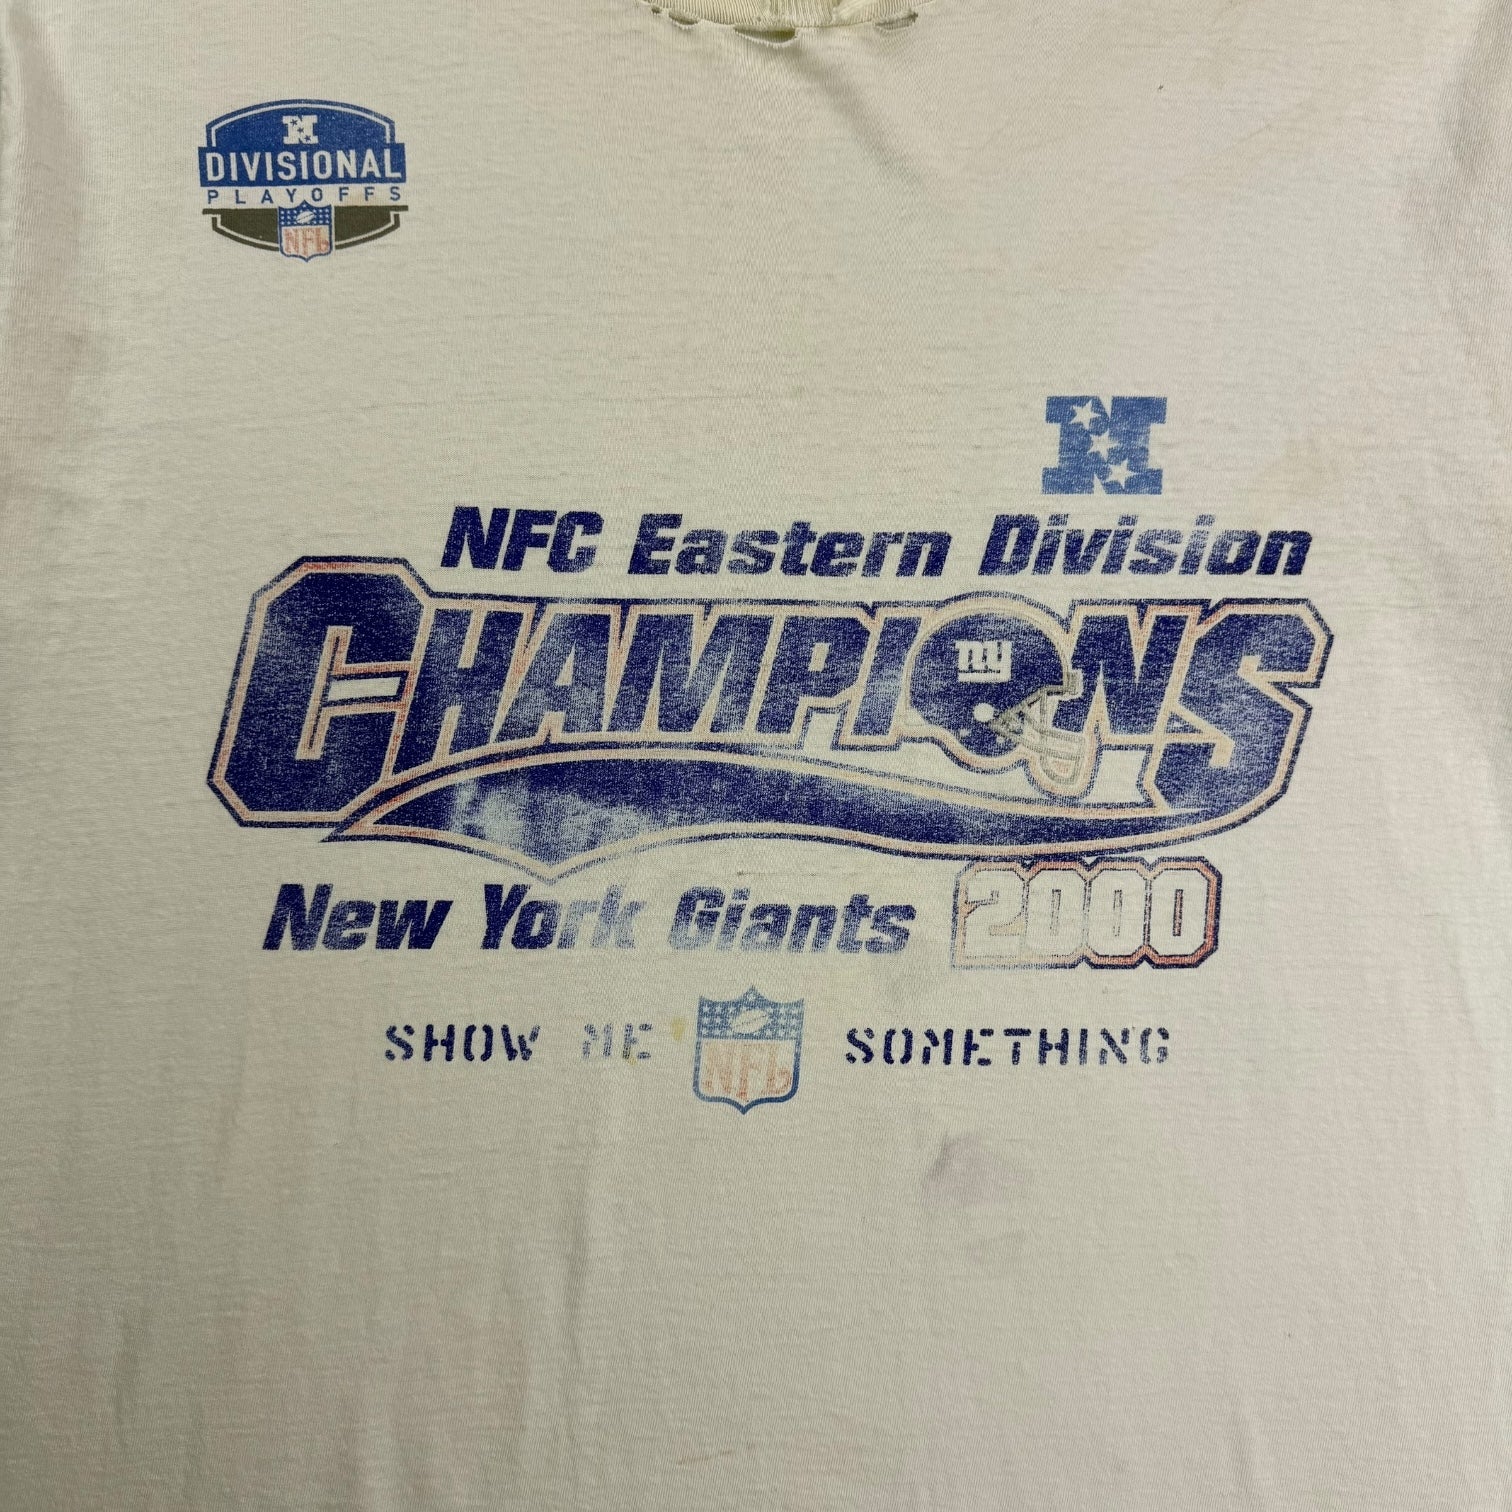 N
DIVISIONAL
PLAYOFFS
NFL
N
NFC Eastern Division
CHAMPIONS
ny
New York Giants 2000
SHOW ME NFL SOMETHING